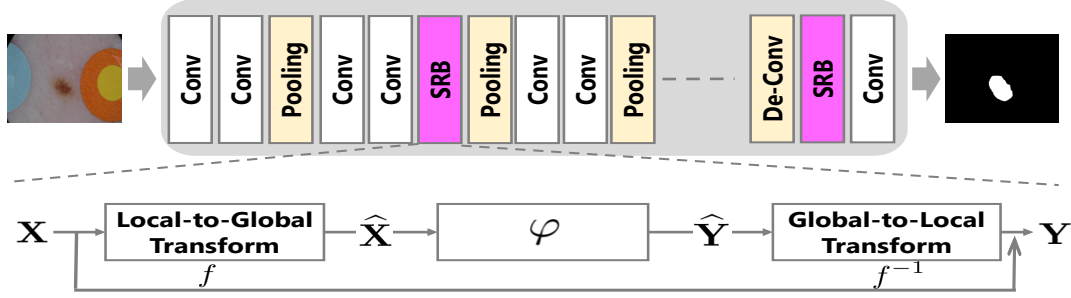 Conv
Conv
Pooling
Conv
Conv
SRB
Pooling
Conv
Conv
Pooling
De-Conv
SRB
Conv
X
Local-to-Global
Transform
f
X̂
φ
Ŷ
Global-to-Local
Transform
f⁻¹
Y